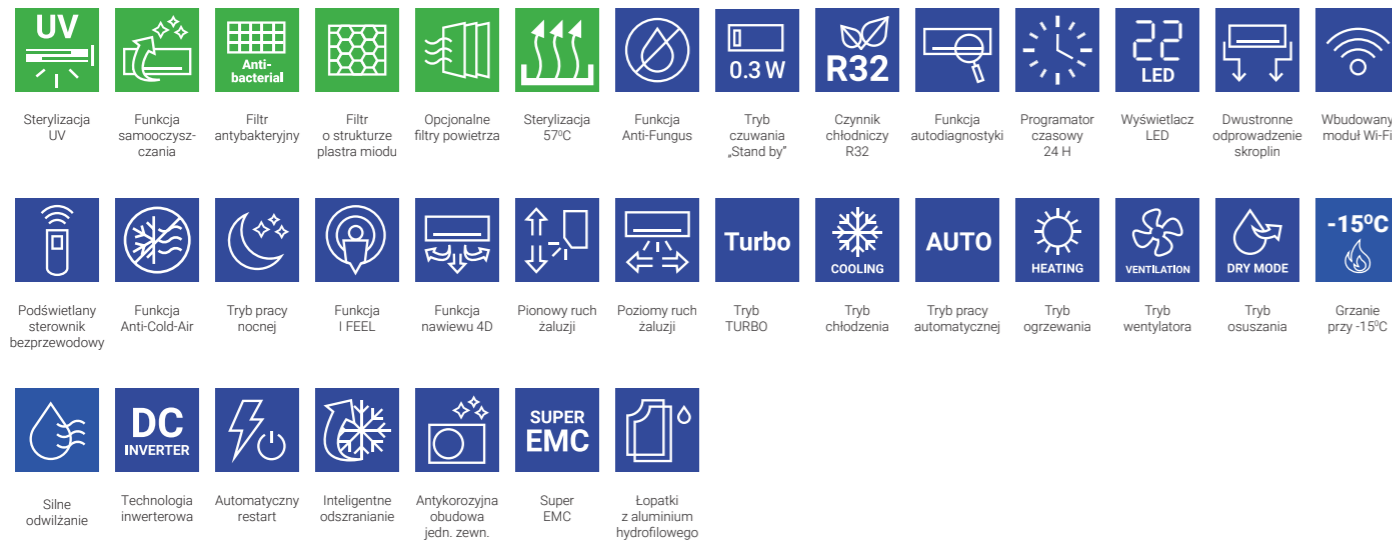 UV
Anti-
bacterial
0.3 W
R32
22
LED
Sterylizacja
UV
Funkcja
samooczysz-
czania
Filtr
antybakteryjny
Filtr
o strukturze
plastra miodu
Opcjonalne
filtry powietrza
Sterylizacja
57ºC
Funkcja
Anti-Fungus
Tryb
czuwania
„Stand by”
Czynnik
chłodniczy
R32
Funkcja
autodiagnostyki
Programator
czasowy
24 H
Wyświetlacz
LED
Dwustronne
odprowadzenie
skroplin
Wbudowany
moduł Wi-Fi
Turbo
COOLING
AUTO
HEATING
VENTILATION
DRY MODE
-15ºC
Podświetlany
sterownik
bezprzewodowy
Funkcja
Anti-Cold-Air
Tryb pracy
nocnej
Funkcja
I FEEL
Funkcja
nawiewu 4D
Pionowy ruch
żaluzji
Poziomy ruch
żaluzji
Tryb
TURBO
Tryb
chłodzenia
Tryb pracy
automatycznej
Tryb
ogrzewania
Tryb
wentylatora
Tryb
osuszania
Grzanie
przy -15ºC
DC
INVERTER
SUPER
EMC
Silne
odwilżanie
Technologia
inwerterowa
Automatyczny
restart
Inteligentne
odszranianie
Antykorozyjna
obudowa
jedn. zewn.
Super
EMC
Łopatki
z aluminium
hydrofilowego